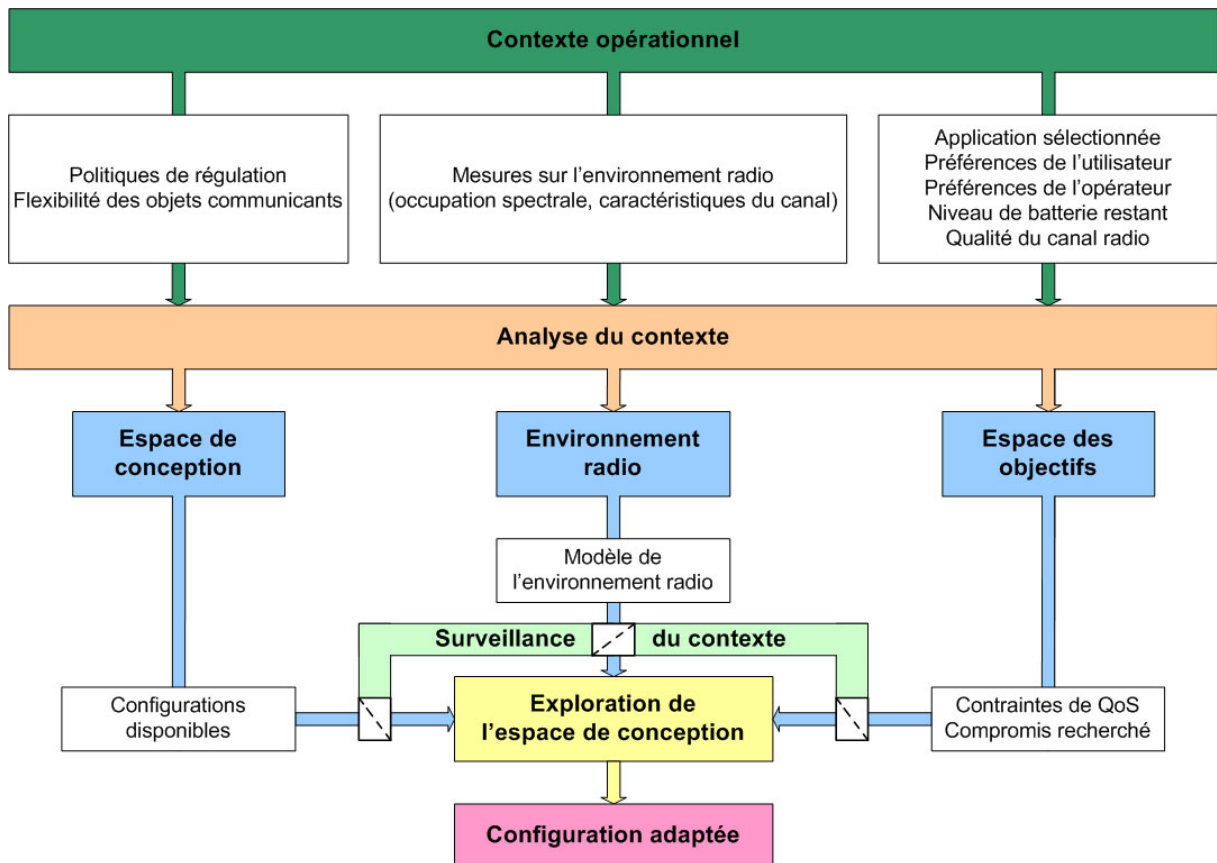 Contexte opérationnel
Politiques de régulation
Flexibilité des objets communicants
Mesures sur l'environnement radio
(occupation spectrale, caractéristiques du canal)
Application sélectionnée
Préférences de l'utilisateur
Préférences de l'opérateur
Niveau de batterie restant
Qualité du canal radio
Analyse du contexte
Espace de
conception
Environnement
radio
Espace des
objectifs
Modèle de
l'environnement radio
Surveillance du contexte
Configurations
disponibles
Exploration de
l'espace de conception
Contraintes de QoS
Compromis recherché
Configuration adaptée